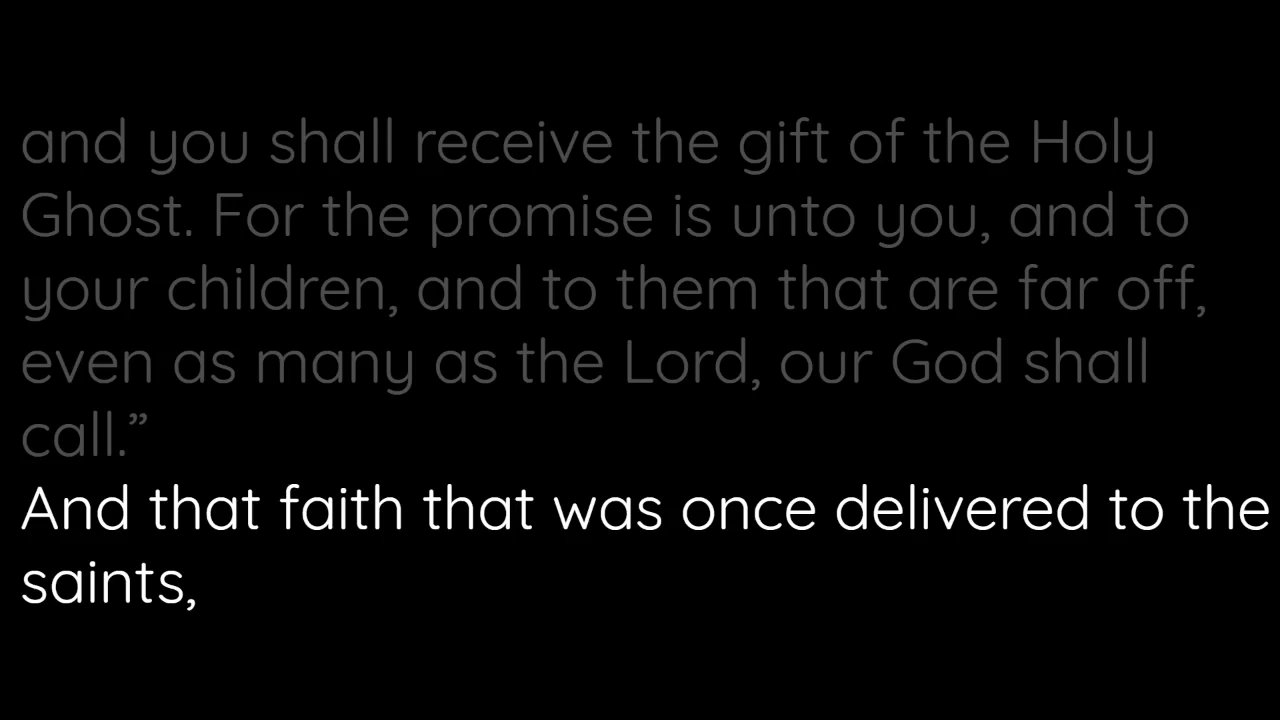 and you shall receive the gift of the Holy
Ghost. For the promise is unto you, and to
your children, and to them that are far off,
even as many as the Lord, our God shall
call.”
And that faith that was once delivered to the
saints,